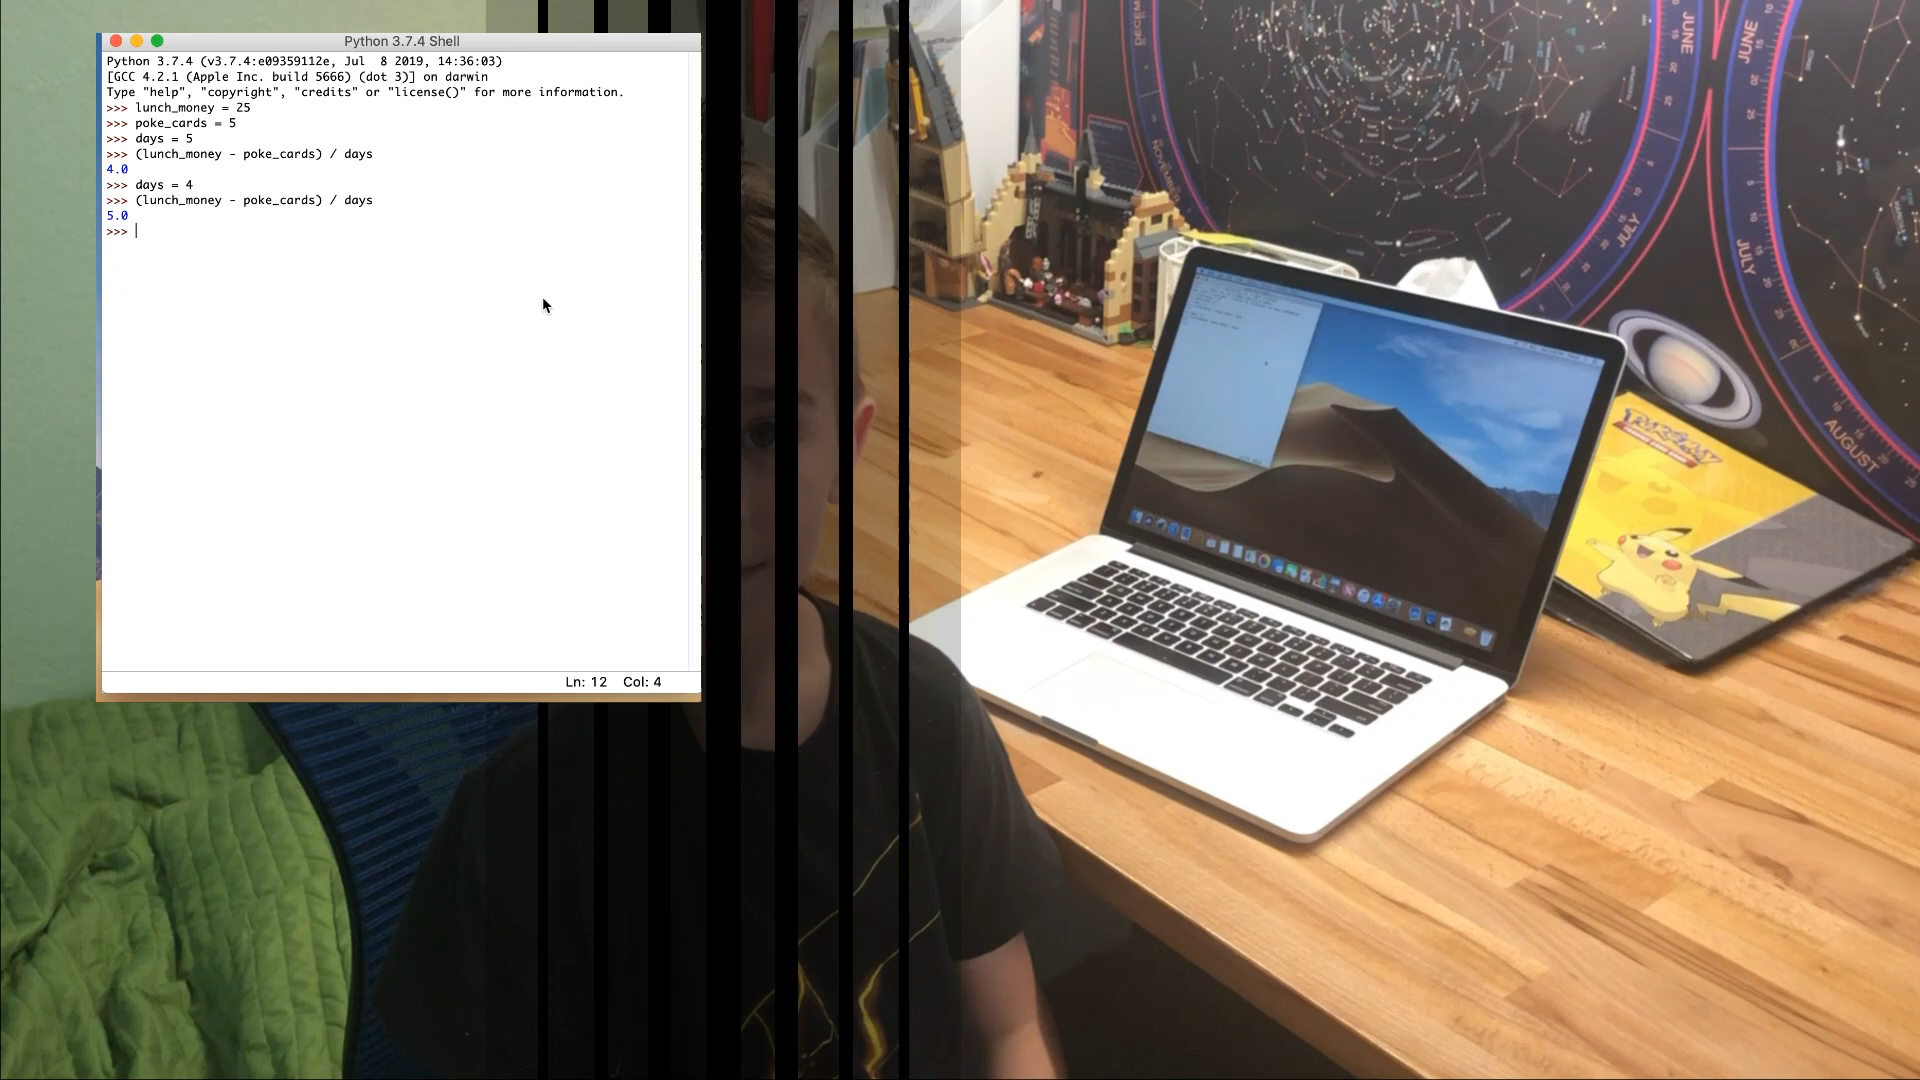 Python 3.7.4 Shell
Python 3.7.4 (v3.7.4:e09359112e, Jul  8 2019, 14:36:03)
[GCC 4.2.1 (Apple Inc. build 5666) (dot 3)] on darwin
Type "help", "copyright", "credits" or "license()" for more information.
>>> lunch_money = 25
>>> poke_cards = 5
>>> days = 5
>>> (lunch_money - poke_cards) / days
4.0
>>> days = 4
>>> (lunch_money - poke_cards) / days
5.0
>>>
Ln: 12  Col: 4
DECEMBER
NOVEMBER
JUNE
JULY
JUNE
JULY
AUGUST
POKéMON